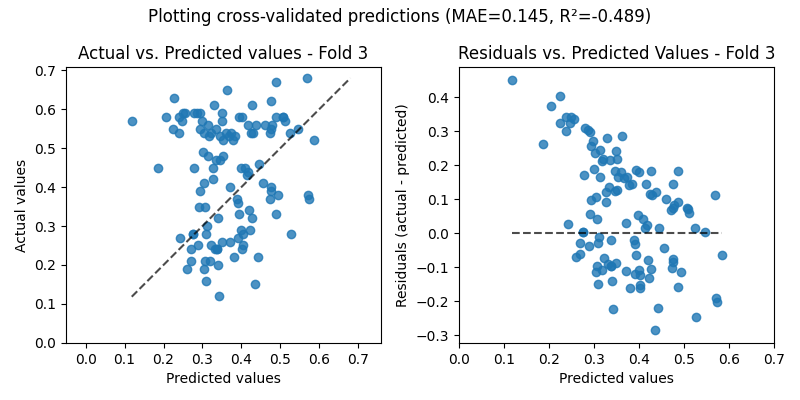 Plotting cross-validated predictions (MAE=0.145, R²=-0.489)
Actual vs. Predicted values - Fold 3
Actual values
0.7
0.6
0.5
0.4
0.3
0.2
0.1
0.0
0.0 0.1 0.2 0.3 0.4 0.5 0.6 0.7
Predicted values
Residuals vs. Predicted Values - Fold 3
Residuals (actual - predicted)
0.4
0.3
0.2
0.1
0.0
−0.1
−0.2
−0.3
0.0 0.1 0.2 0.3 0.4 0.5 0.6 0.7
Predicted values